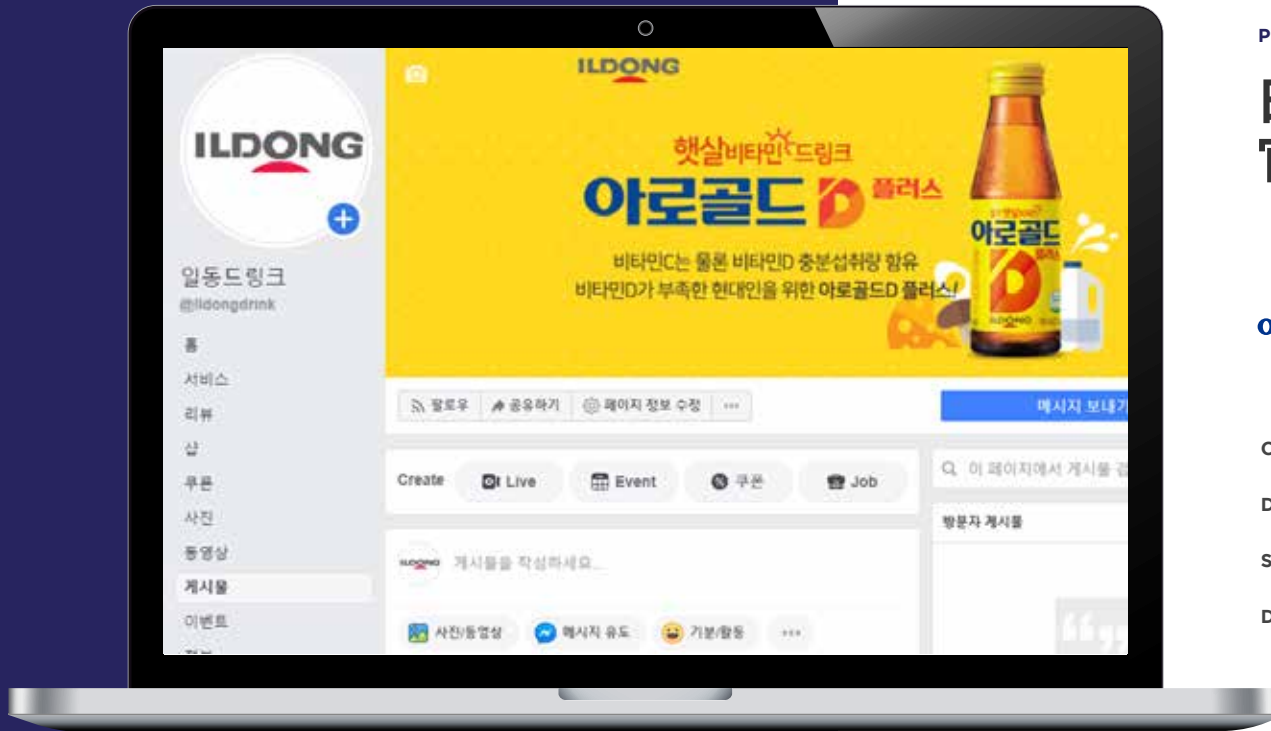 ILDONG
일동드링크
@Ildongdrink
홈
서비스
리뷰
샵
쿠폰
사진
동영상
게시물
이벤트
ILDONG
햇살비타민드링크
아로골드 D 플러스
비타민C는 물론 비타민D 충분섭취량 함유
비타민D가 부족한 현대인을 위한 아로골드D 플러스!
아로골드
플러스
D
ILDONG
팔로우 공유하기 페이지 정보 수정 ...
메시지 보내기
Create Live Event 쿠폰 Job
이 페이지에서 게시물
방문자 게시물
ILDONG 게시물을 작성하세요...
사진/동영상 메시지 유도 기분/활동 ...
P
O
D
S
D